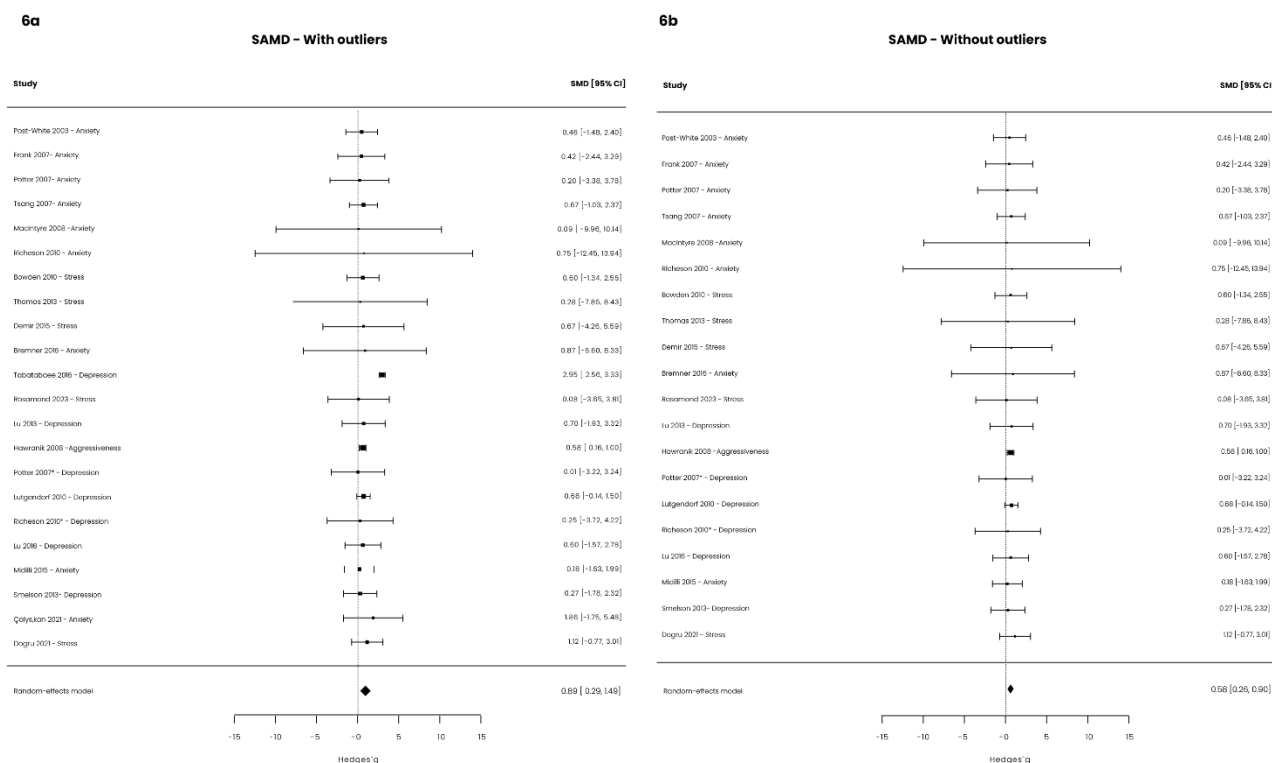 6a
SAMD - With outliers
Study SMD [95% CI]
Post-White 2003 - Anxiety 0.46 [-1.48, 2.40]
Frank 2007- Anxiety 0.42 [-2.44, 3.29]
Potter 2007- Anxiety 0.20 [-3.38, 3.78]
Tsang 2007- Anxiety 0.67 [-1.03, 2.37]
MacIntyre 2008 -Anxiety 0.09 [ -9.96, 10.14]
Richeson 2010 - Anxiety 0.75 [-12.45, 13.94]
Bowden 2010 - Stress 0.60 [-1.34, 2.55]
Thomas 2013 - Stress 0.28 [-7.86, 8.43]
Demir 2015 - Stress 0.67 [-4.26, 5.59]
Bremner 2016 - Anxiety 0.87 [-6.60, 8.33]
Tabatabaee 2016 - Depression 2.95 [ 2.56, 3.33]
Rosamond 2023 - Stress 0.08 [-3.65, 3.81]
Lu 2013 - Depression 0.70 [-1.93, 3.32]
Hawranik 2008 -Aggressiveness 0.58 [ 0.16, 1.00]
Potter 2007* - Depression 0.01 [-3.22, 3.24]
Lutgendorf 2010 - Depression 0.68 [-0.14, 1.50]
Richeson 2010* - Depression 0.25 [-3.72, 4.22]
Lu 2016 - Depression 0.60 [-1.57, 2.78]
Midilli 2015 - Anxiety 0.18 [-1.63, 1.99]
Smelson 2013- Depression 0.27 [-1.78, 2.32]
Çalys,kan 2021 - Anxiety 1.86 [-1.75, 5.48]
Dogru 2021 - Stress 1.12 [-0.77, 3.01]
Random-effects model 0.89 [ 0.29, 1.49]
-15 -10 -5 -0 5 10 15
Hedges`g
6b
SAMD - Without outliers
Study SMD [95% CI
Post-White 2003 - Anxiety 0.46 [-1.48, 2.40]
Frank 2007 - Anxiety 0.42 [-2.44, 3.29]
Potter 2007 - Anxiety 0.20 [-3.38, 3.78]
Tsang 2007 - Anxiety 0.67 [-1.03, 2.37]
MacIntyre 2008 -Anxiety 0.09 [ -9.96, 10.14]
Richeson 2010 - Anxiety 0.75 [-12.45, 13.94]
Bowden 2010 - Stress 0.60 [-1.34, 2.55]
Thomas 2013 - Stress 0.28 [-7.86, 8.43]
Demir 2015 - Stress 0.67 [-4.26, 5.59]
Bremner 2016 - Anxiety 0.87 [-6.60, 8.33]
Rosamond 2023 - Stress 0.08 [-3.65, 3.81]
Lu 2013 - Depression 0.70 [-1.93, 3.32]
Hawranik 2008 -Aggressiveness 0.58 [ 0.16, 1.00]
Potter 2007* - Depression 0.01 [-3.22, 3.24]
Lutgendorf 2010 - Depression 0.68 [-0.14, 1.50]
Richeson 2010* - Depression 0.25 [-3.72, 4.22]
Lu 2016 - Depression 0.60 [-1.57, 2.78]
Midilli 2015 - Anxiety 0.18 [-1.63, 1.99]
Smelson 2013- Depression 0.27 [-1.78, 2.32]
Dogru 2021 - Stress 1.12 [-0.77, 3.01]
Random-effects model 0.58 [0.26, 0.90]
-15 -10 -5 -0 5 10 15
Hedges`g